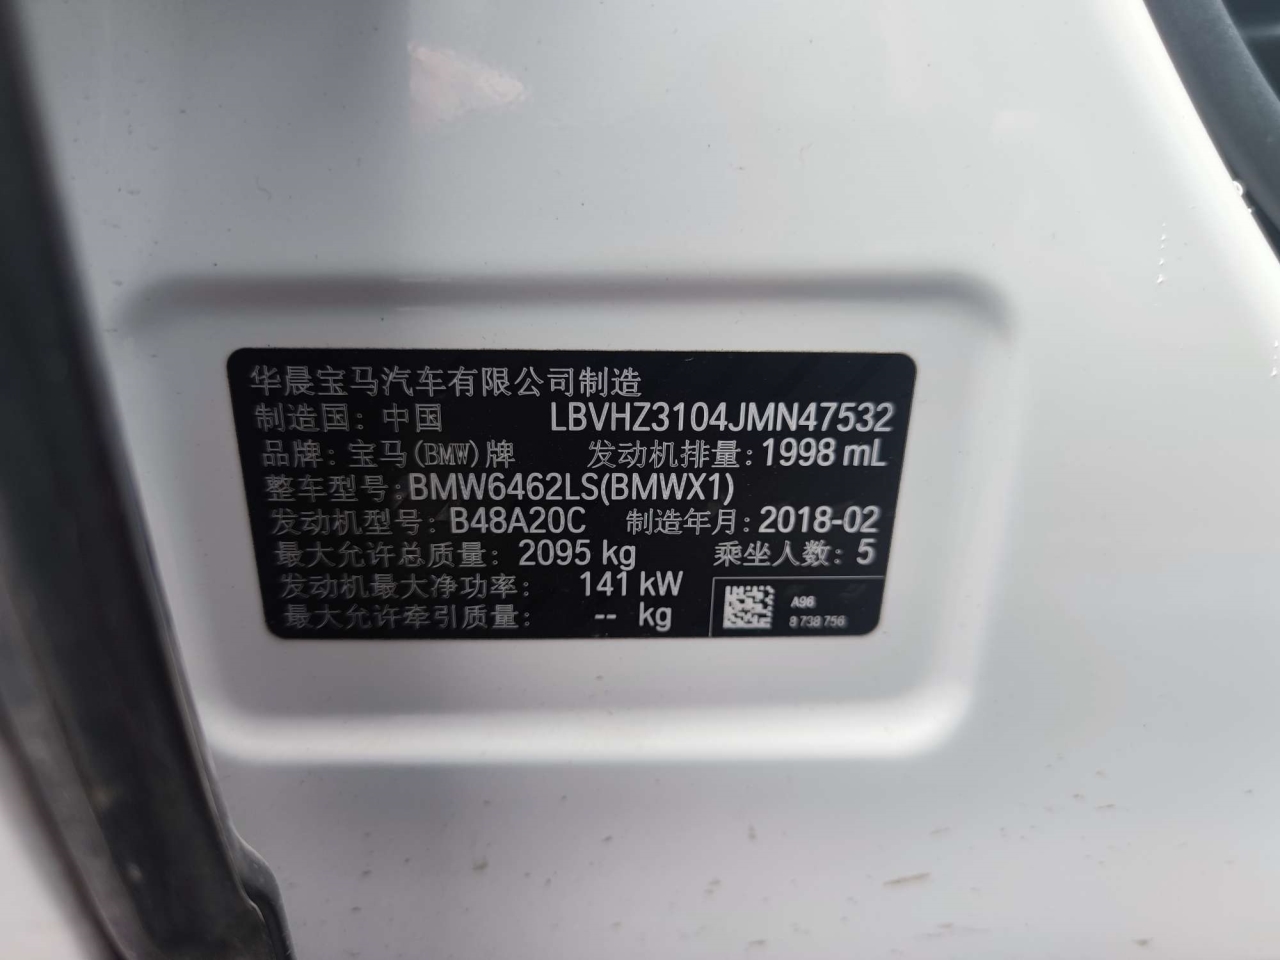 华晨宝马汽车有限公司制造
制造国: 中国 LBVHZ3104JMN47532
品牌: 宝马(BMW)牌 发动机排量: 1998 mL
整车型号: BMW6462LS(BMWX1)
发动机型号: B48A20C 制造年月: 2018-02
最大允许总质量: 2095 kg 乘坐人数: 5
发动机最大净功率: 141 kW
最大允许牵引质量: -- kg
A96
8 738 756